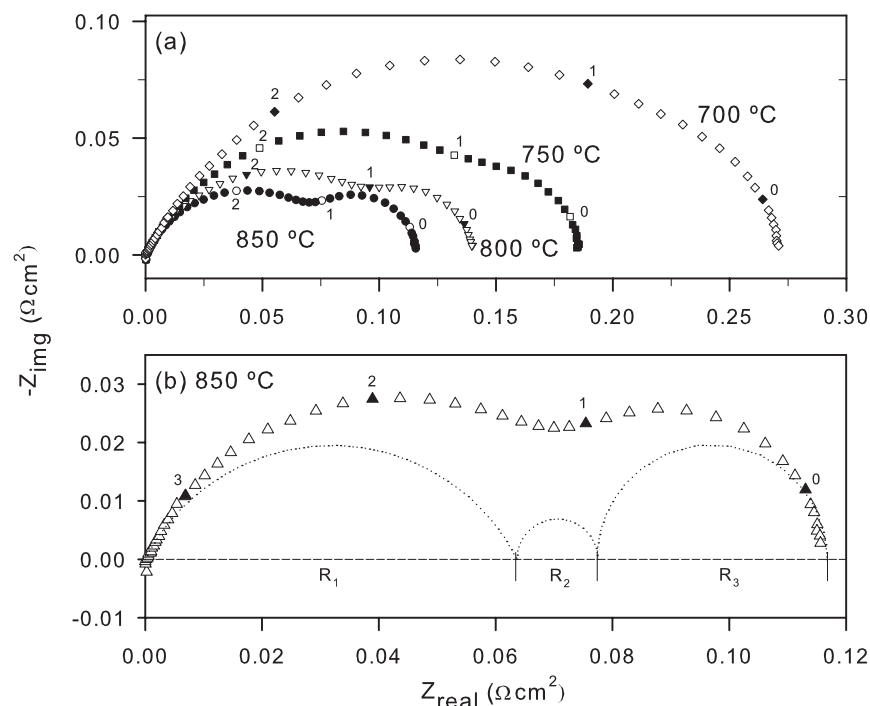 (a)
0.10
0.05
0.00
2
1
0
700 ºC
2
1
0
750 ºC
2
1
0
800 ºC
2
1
0
850 ºC
0.00 0.05 0.10 0.15 0.20 0.25 0.30
-Z_img (Ωcm²)
(b) 850 ºC
0.03
0.02
0.01
0.00
-0.01
3
2
1
0
R₁
R₂
R₃
0.00 0.02 0.04 0.06 0.08 0.10 0.12
Z_real (Ωcm²)